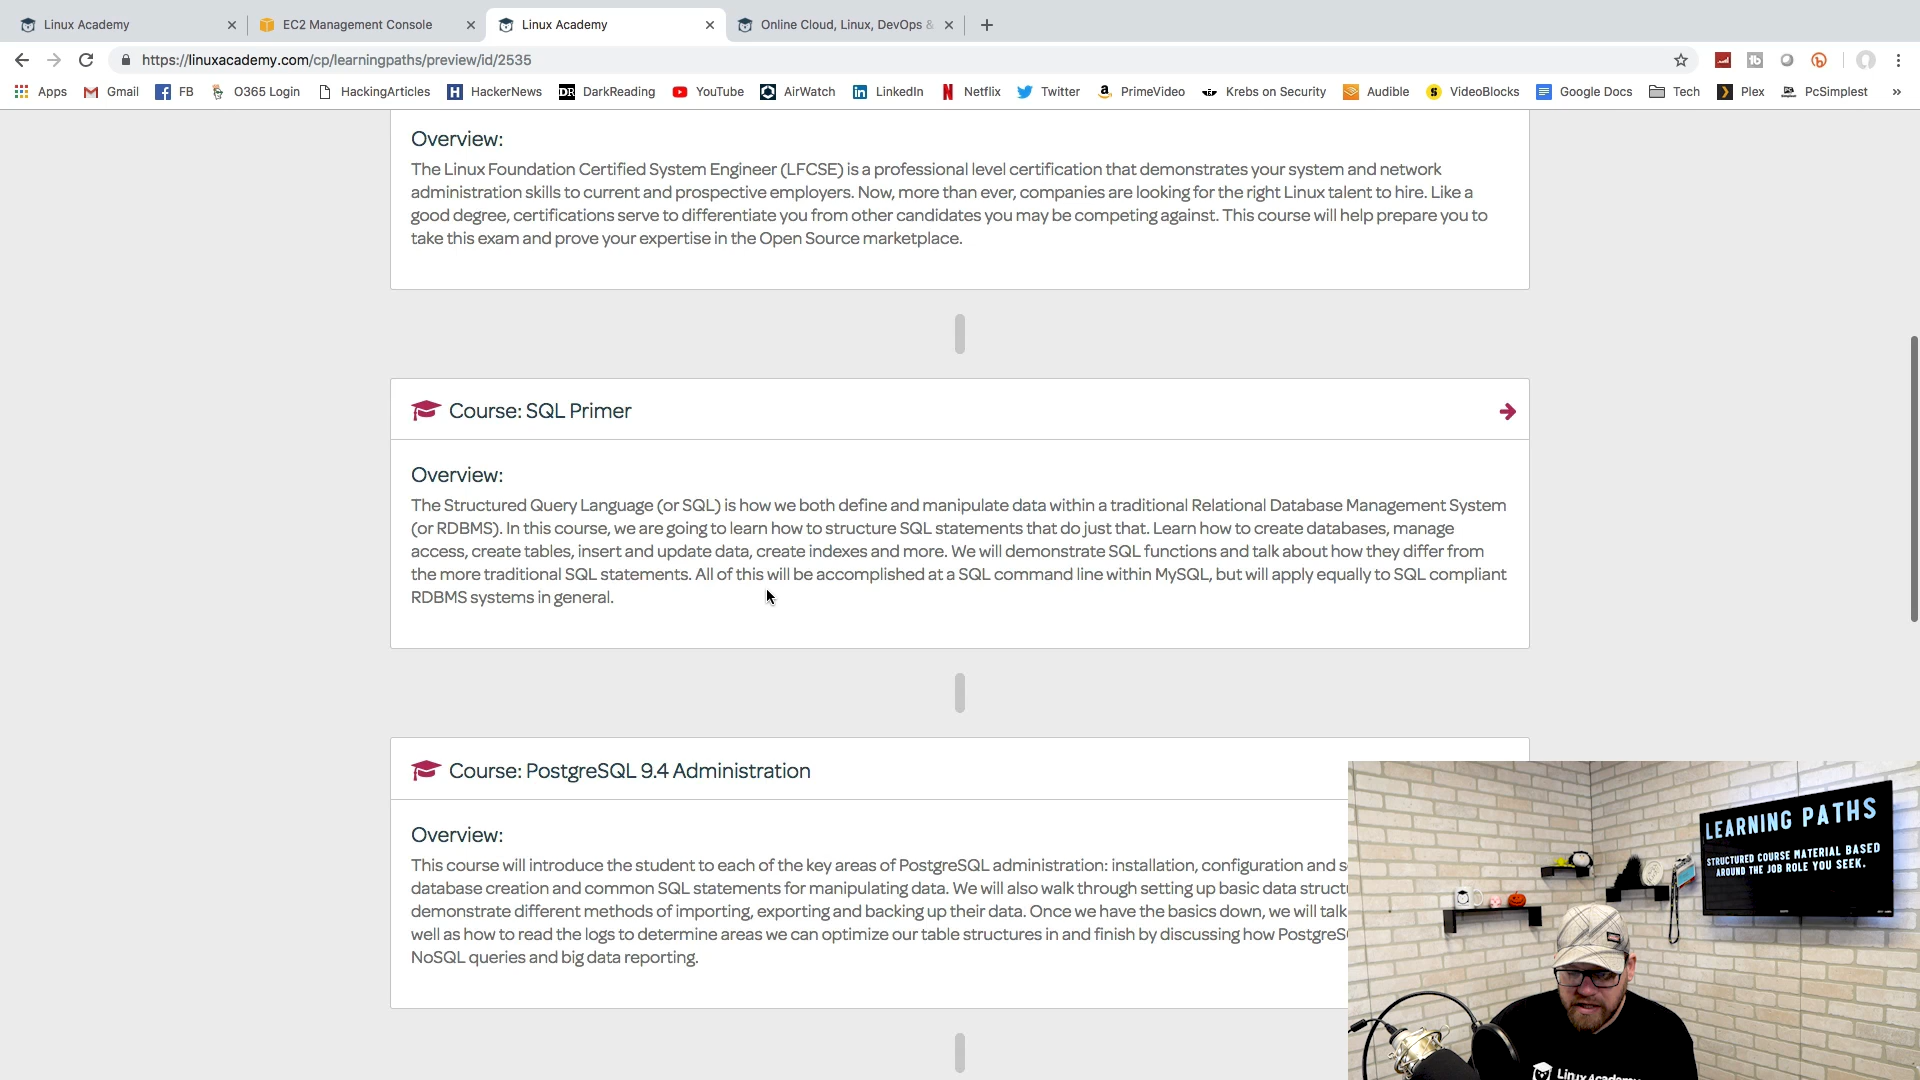 Linux Academy
EC2 Management Console
Linux Academy
Online Cloud, Linux, DevOps &
https://linuxacademy.com/cp/learningpaths/preview/id/2535
Apps
Gmail
FB
O365 Login
HackingArticles
HackerNews
DarkReading
YouTube
AirWatch
LinkedIn
Netflix
Twitter
PrimeVideo
Krebs on Security
Audible
VideoBlocks
Google Docs
Tech
Plex
PcSimplest
Overview:
The Linux Foundation Certified System Engineer (LFCSE) is a professional level certification that demonstrates your system and network
administration skills to current and prospective employers. Now, more than ever, companies are looking for the right Linux talent to hire. Like a
good degree, certifications serve to differentiate you from other candidates you may be competing against. This course will help prepare you to
take this exam and prove your expertise in the Open Source marketplace.
Course: SQL Primer
Overview:
The Structured Query Language (or SQL) is how we both define and manipulate data within a traditional Relational Database Management System
(or RDBMS). In this course, we are going to learn how to structure SQL statements that do just that. Learn how to create databases, manage
access, create tables, insert and update data, create indexes and more. We will demonstrate SQL functions and talk about how they differ from
the more traditional SQL statements. All of this will be accomplished at a SQL command line within MySQL, but will apply equally to SQL compliant
RDBMS systems in general.
Course: PostgreSQL 9.4 Administration
Overview:
This course will introduce the student to each of the key areas of PostgreSQL administration: installation, configuration and s
database creation and common SQL statements for manipulating data. We will also walk through setting up basic data struct
demonstrate different methods of importing, exporting and backing up their data. Once we have the basics down, we will talk
well as how to read the logs to determine areas we can optimize our table structures in and finish by discussing how PostgreS
NoSQL queries and big data reporting.
LEARNING PATHS
STRUCTURED COURSE MATERIAL BASED
AROUND THE JOB ROLE YOU SEEK.
Linux Academy